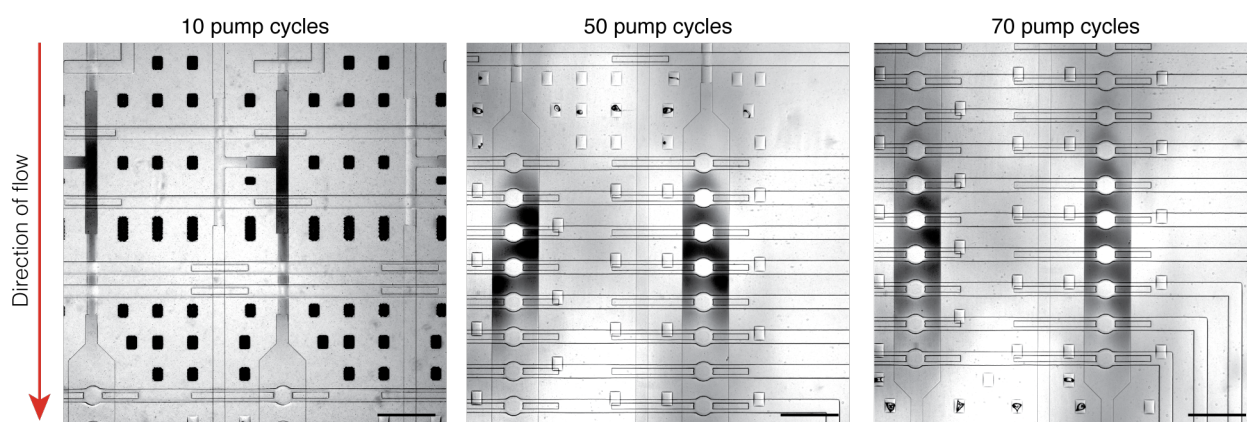 10 pump cycles
50 pump cycles
70 pump cycles
Direction of flow